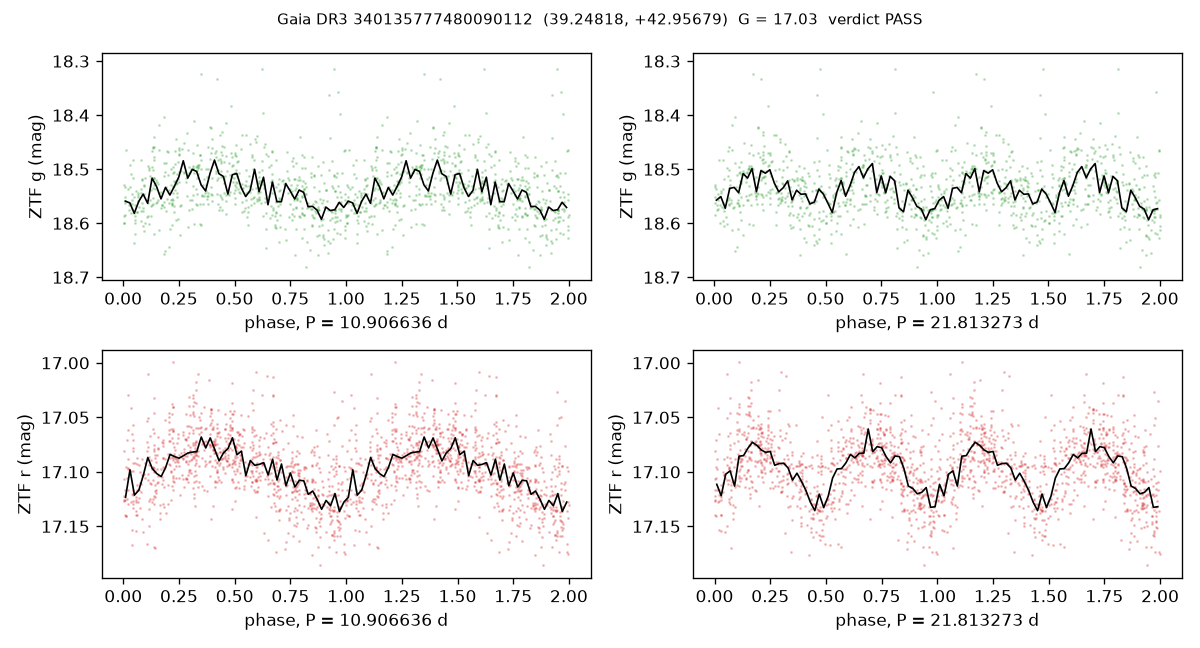 Gaia DR3 340135777480090112  (39.24818, +42.95679)  G = 17.03  verdict PASS
ZTF g (mag)
18.3
18.4
18.5
18.6
18.7
0.00 0.25 0.50 0.75 1.00 1.25 1.50 1.75 2.00
phase, P = 10.906636 d
ZTF g (mag)
18.3
18.4
18.5
18.6
18.7
0.00 0.25 0.50 0.75 1.00 1.25 1.50 1.75 2.00
phase, P = 21.813273 d
ZTF r (mag)
17.00
17.05
17.10
17.15
0.00 0.25 0.50 0.75 1.00 1.25 1.50 1.75 2.00
phase, P = 10.906636 d
ZTF r (mag)
17.00
17.05
17.10
17.15
0.00 0.25 0.50 0.75 1.00 1.25 1.50 1.75 2.00
phase, P = 21.813273 d